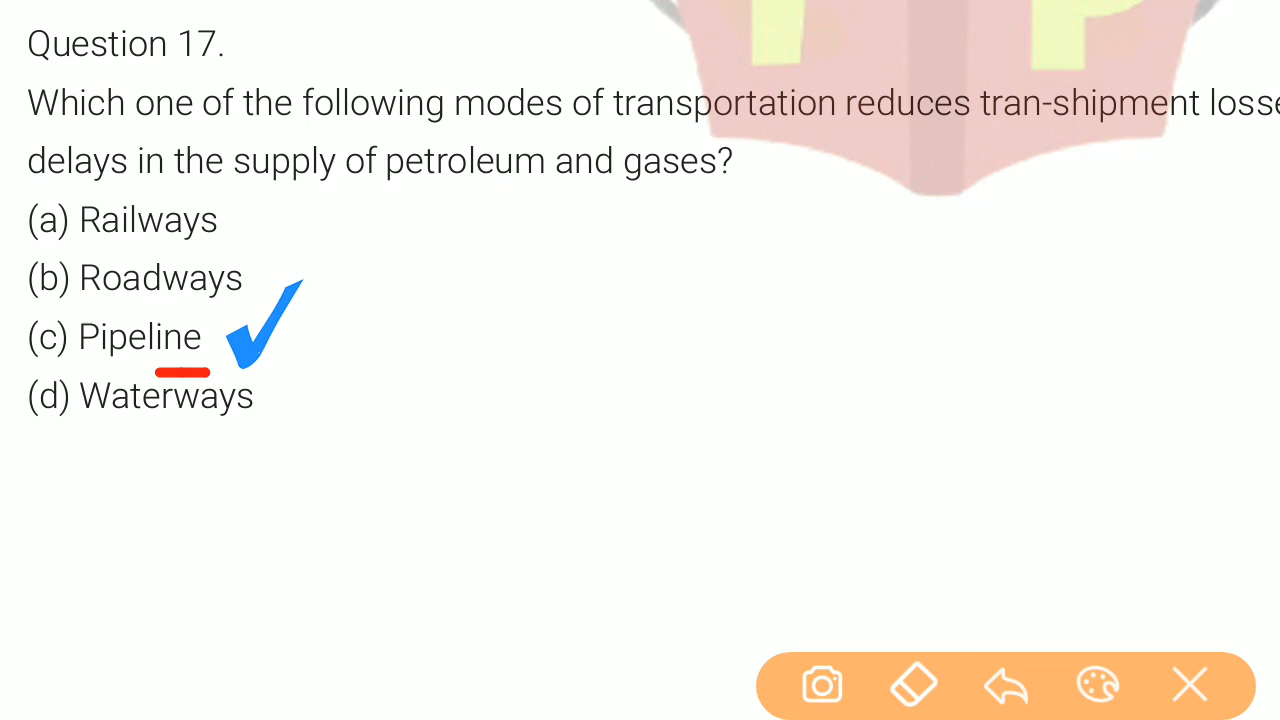 Question 17.
Which one of the following modes of transportation reduces tran-shipment losse
delays in the supply of petroleum and gases?
(a) Railways
(b) Roadways
(c) Pipeline
(d) Waterways